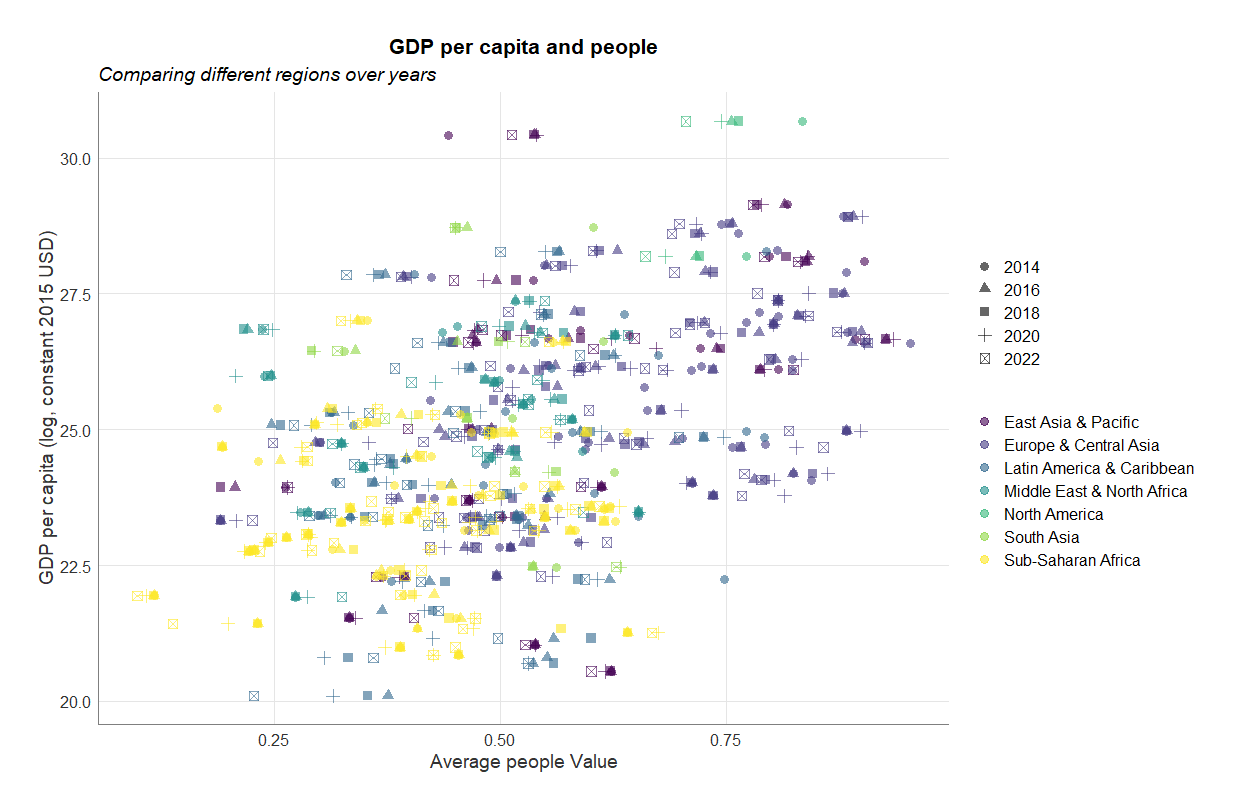 GDP per capita and people
Comparing different regions over years
GDP per capita (log, constant 2015 USD)
30.0
27.5
25.0
22.5
20.0
0.25
0.50
0.75
Average people Value
2014
2016
2018
2020
2022
East Asia & Pacific
Europe & Central Asia
Latin America & Caribbean
Middle East & North Africa
North America
South Asia
Sub-Saharan Africa